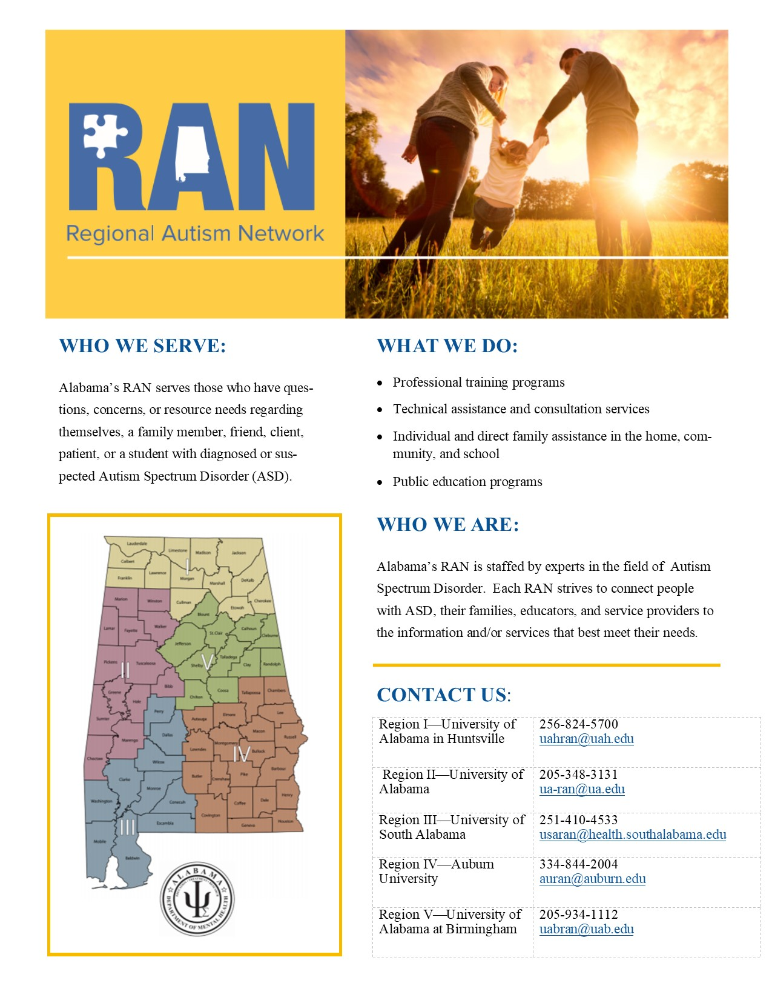 RAN
Regional Autism Network
WHO WE SERVE:
Alabama’s RAN serves those who have ques-
tions, concerns, or resource needs regarding
themselves, a family member, friend, client,
patient, or a student with diagnosed or sus-
pected Autism Spectrum Disorder (ASD).
WHAT WE DO:
• Professional training programs
• Technical assistance and consultation services
• Individual and direct family assistance in the home, com-
munity, and school
• Public education programs
WHO WE ARE:
Alabama’s RAN is staffed by experts in the field of  Autism
Spectrum Disorder.  Each RAN strives to connect people
with ASD, their families, educators, and service providers to
the information and/or services that best meet their needs.
Lauderdale
Limestone
Madison
Jackson
Colbert
I
Franklin
Lawrence
Morgan
Marshall
DeKalb
Marion
Winston
Cullman
Etowah
Cherokee
Blount
Lamar
Fayette
Walker
Jefferson
St. Clair
Calhoun
Cleburne
Pickens
II
Tuscaloosa
Shelby
V
Talladega
Clay
Randolph
Greene
Hale
Bibb
Chilton
Coosa
Tallapoosa
Chambers
Sumter
Perry
Autauga
Elmore
Lee
Marengo
Dallas
Lowndes
Montgomery
Macon
Russell
IV
Bullock
Choctaw
Wilcox
Clarke
Butler
Crenshaw
Pike
Barbour
Monroe
Washington
Conecuh
Coffee
Dale
Henry
Covington
Geneva
Houston
III
Escambia
Mobile
Baldwin
ALABAMA
DEPARTMENT OF MENTAL HEALTH
CONTACT US:
Region I—University of
Alabama in Huntsville
256-824-5700
uahran@uah.edu
Region II—University of
Alabama
205-348-3131
ua-ran@ua.edu
Region III—University of
South Alabama
251-410-4533
usaran@health.southalabama.edu
Region IV—Auburn
University
334-844-2004
auran@auburn.edu
Region V—University of
Alabama at Birmingham
205-934-1112
uabran@uab.edu